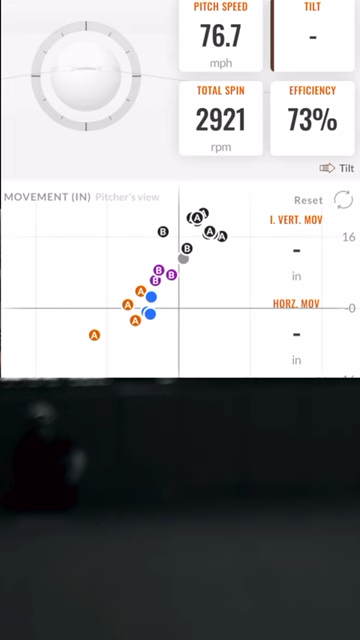 PITCH SPEED
76.7
mph
TILT
-
TOTAL SPIN
2921
rpm
EFFICIENCY
73%
Tilt
MOVEMENT (IN) Pitcher's view
Reset
I. VERT. MOV
-
in
HORZ. MOV
-
in
16
-0
A
A
A
B
B
B
B
B
A
A
A
A